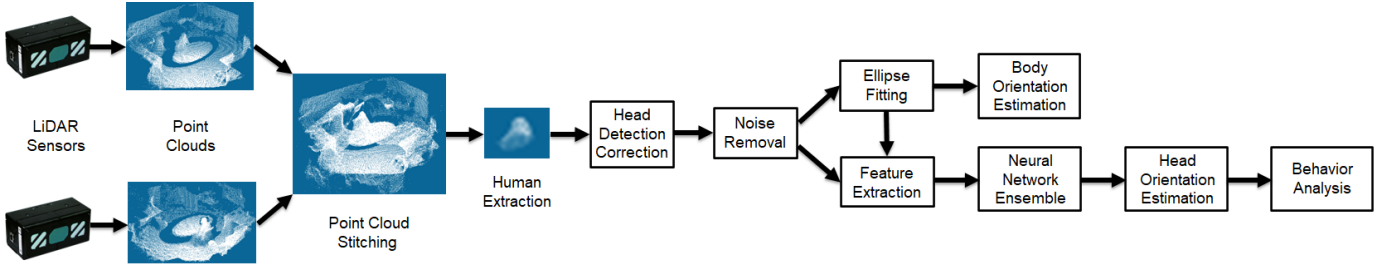 LiDAR
Sensors
Point
Clouds
Point Cloud
Stitching
Human
Extraction
Head
Detection
Correction
Noise
Removal
Ellipse
Fitting
Body
Orientation
Estimation
Feature
Extraction
Neural
Network
Ensemble
Head
Orientation
Estimation
Behavior
Analysis